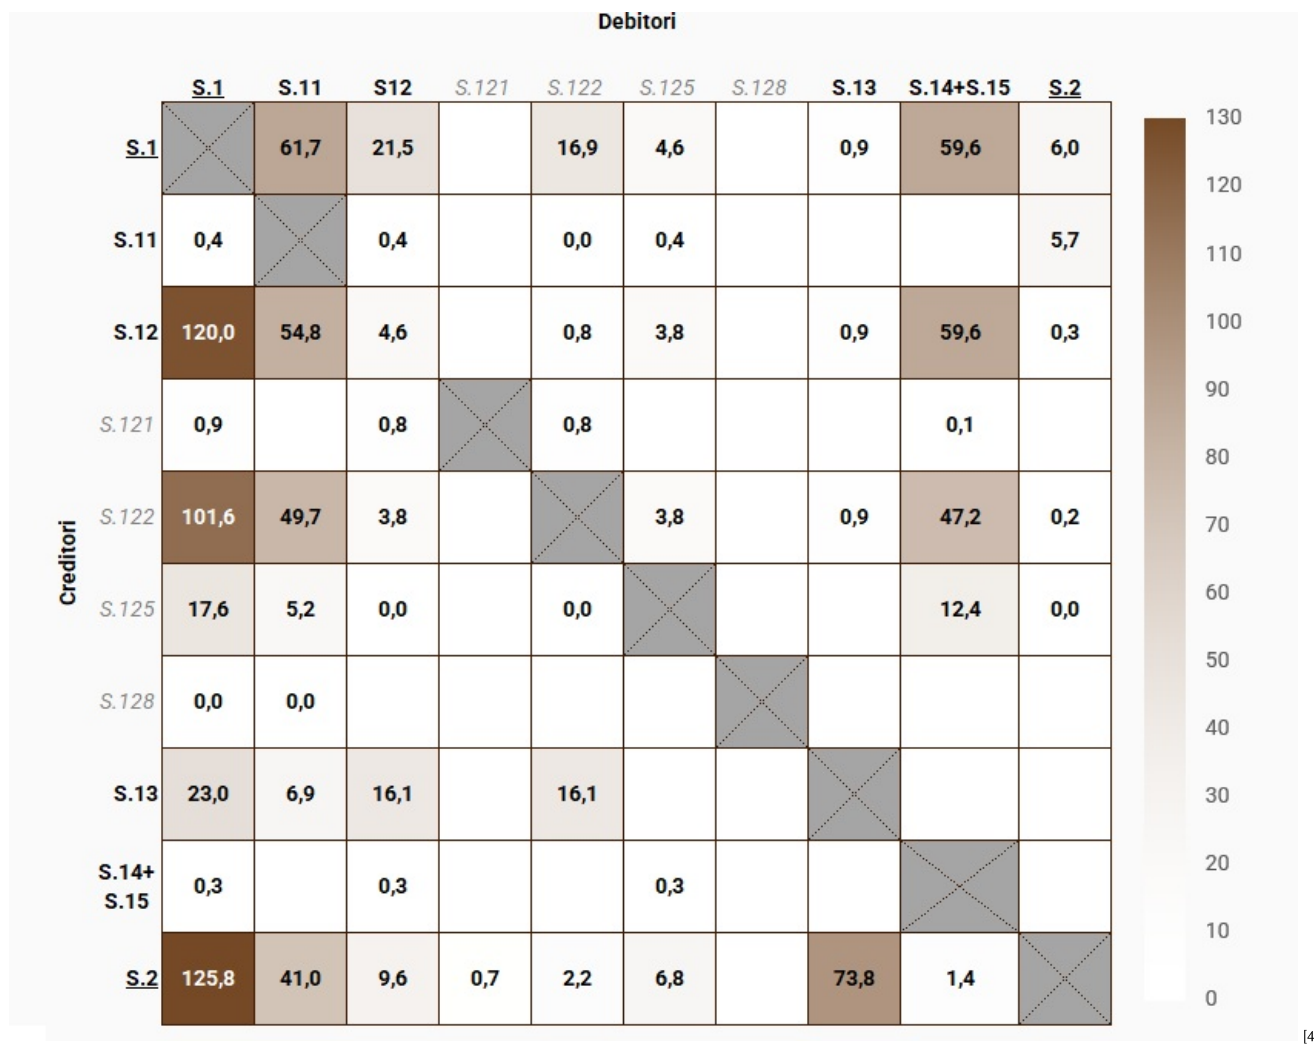 Debitori
S.1 S.11 S12 S.121 S.122 S.125 S.128 S.13 S.14+S.15 S.2
S.1 61,7 21,5 16,9 4,6 0,9 59,6 6,0
S.11 0,4 0,4 0,0 0,4 5,7
S.12 120,0 54,8 4,6 0,8 3,8 0,9 59,6 0,3
S.121 0,9 0,8 0,8 0,1
S.122 101,6 49,7 3,8 3,8 0,9 47,2 0,2
S.125 17,6 5,2 0,0 0,0 12,4 0,0
S.128 0,0 0,0
S.13 23,0 6,9 16,1 16,1
S.14+
S.15 0,3 0,3 0,3
S.2 125,8 41,0 9,6 0,7 2,2 6,8 73,8 1,4
Creditori
130
120
110
100
90
80
70
60
50
40
30
20
10
0
[4